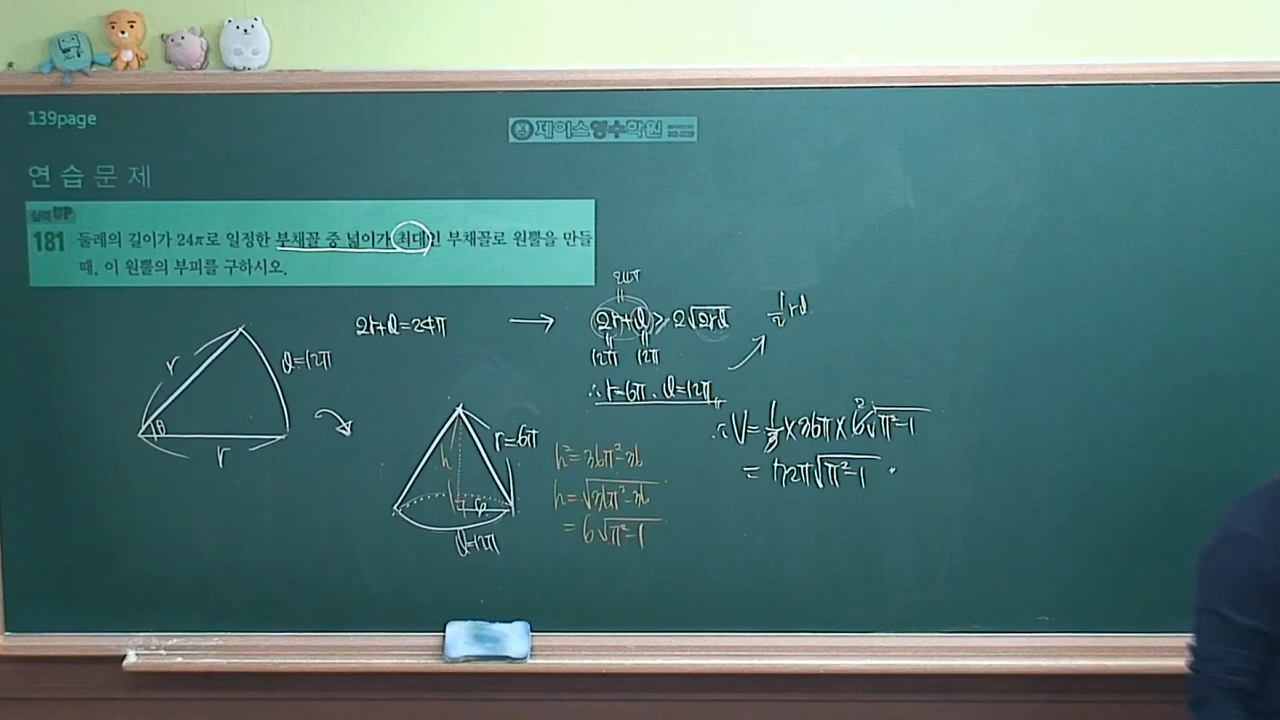 139page
제이스영수학원
연습문제
실력UP
181 둘레의 길이가 24π로 일정한 부채꼴 중 넓이가 최대인 부채꼴로 원뿔을 만들
때, 이 원뿔의 부피를 구하시오.
2r+l=24π
→
24π
2r+l ≥ 2√2rl
12π 12π
∴ r=6π, l=12π
1/2 rl
r
l=12π
θ
r
h
r=6π
6
l=12π
h²=36π²-36
h=√36π²-36
=6√π²-1
∴ V=1/3×36π×6√π²-1
2
=72π√π²-1